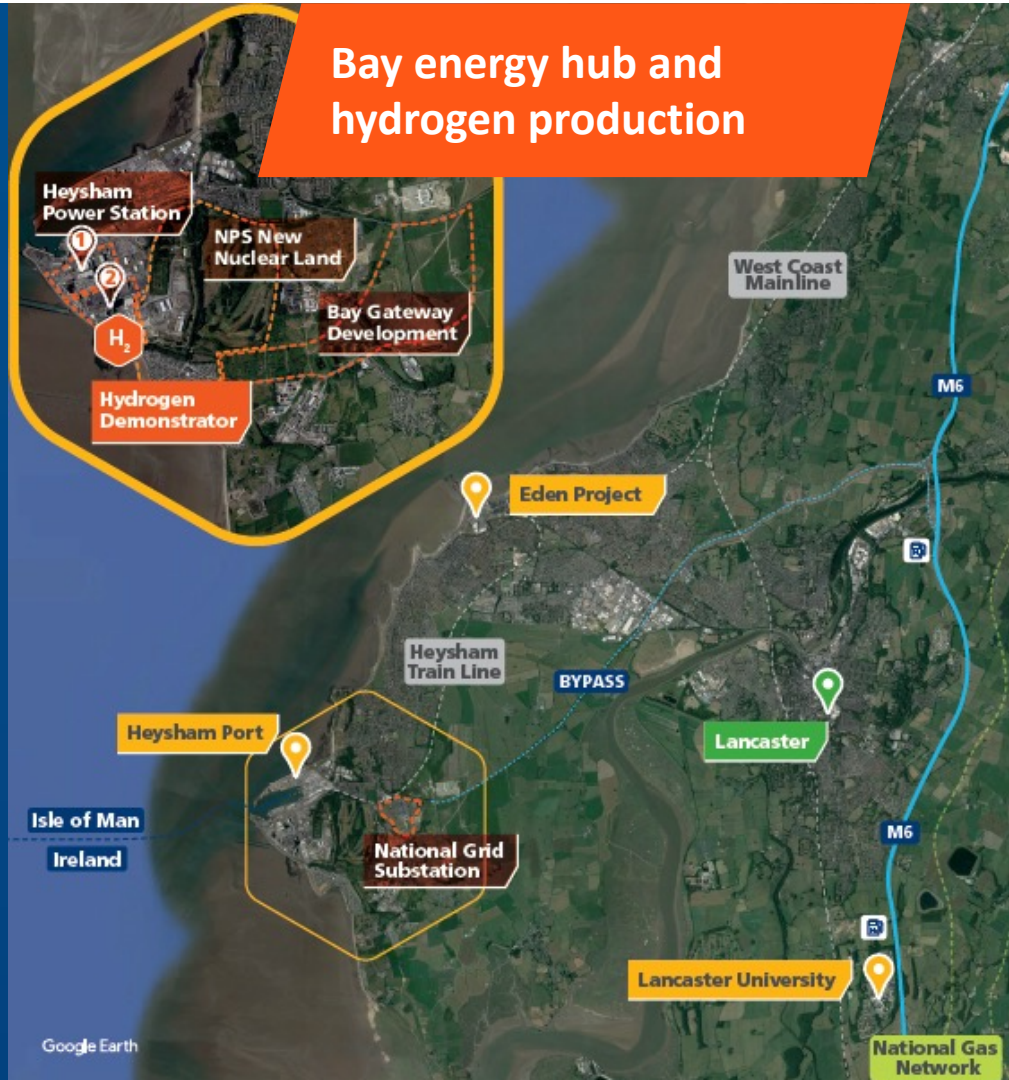 Bay energy hub and
hydrogen production
Heysham
Power Station
1
2
NPS New
Nuclear Land
Bay Gateway
Development
H₂
Hydrogen
Demonstrator
West Coast
Mainline
M6
Eden Project
Heysham
Train Line
BYPASS
Heysham Port
Lancaster
Isle of Man
Ireland
National Grid
Substation
M6
Lancaster University
Google Earth
National Gas
Network